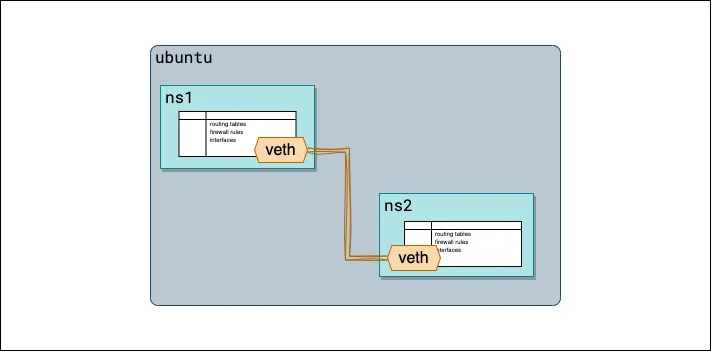 ubuntu
ns1
routing tables
firewall rules
interfaces
veth
ns2
routing tables
firewall rules
interfaces
veth